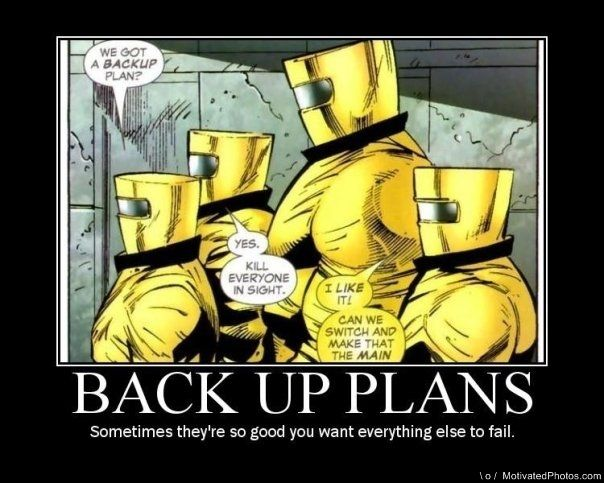 WE GOT
A BACKUP
PLAN?
YES.
KILL
EVERYONE
IN SIGHT.
I LIKE
IT!
CAN WE
SWITCH AND
MAKE THAT
THE MAIN
BACK UP PLANS
Sometimes they're so good you want everything else to fail.
\ o / MotivatedPhotos.com